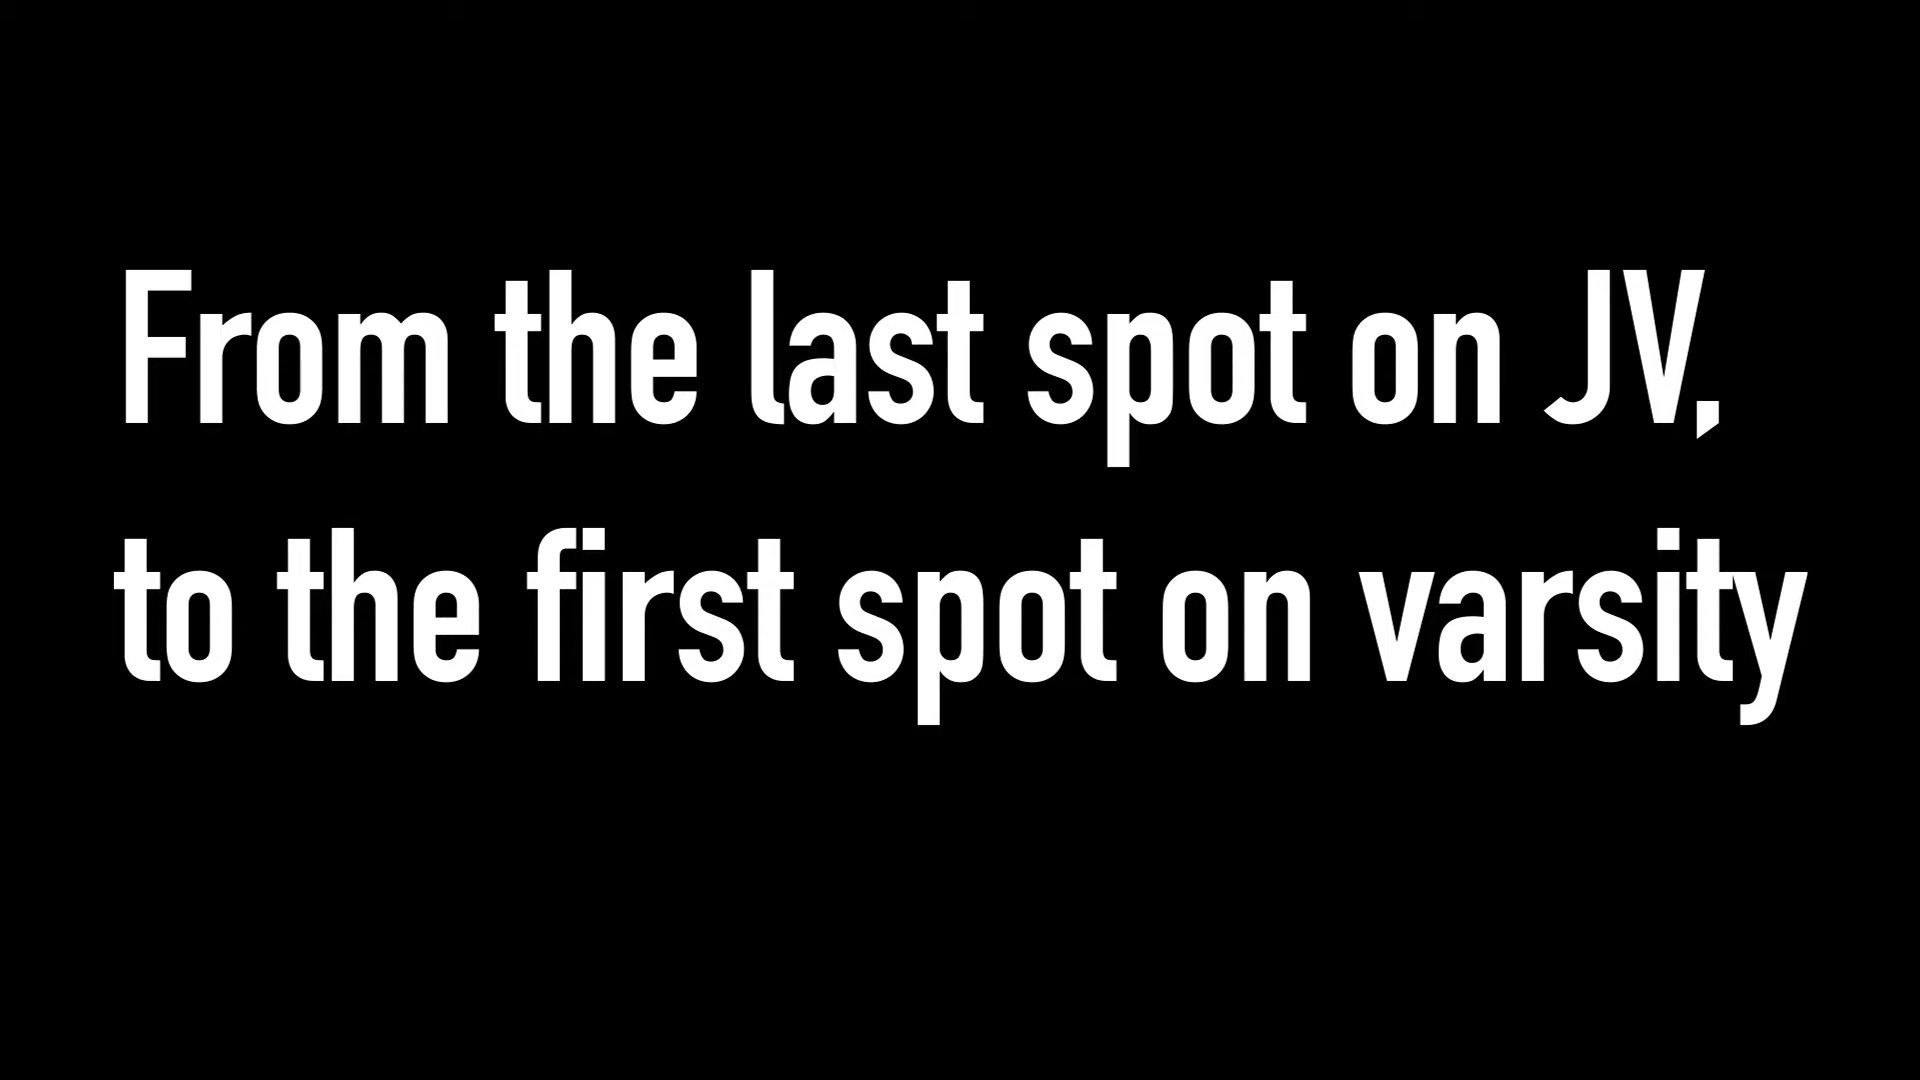 From the last spot on JV,
to the first spot on varsity